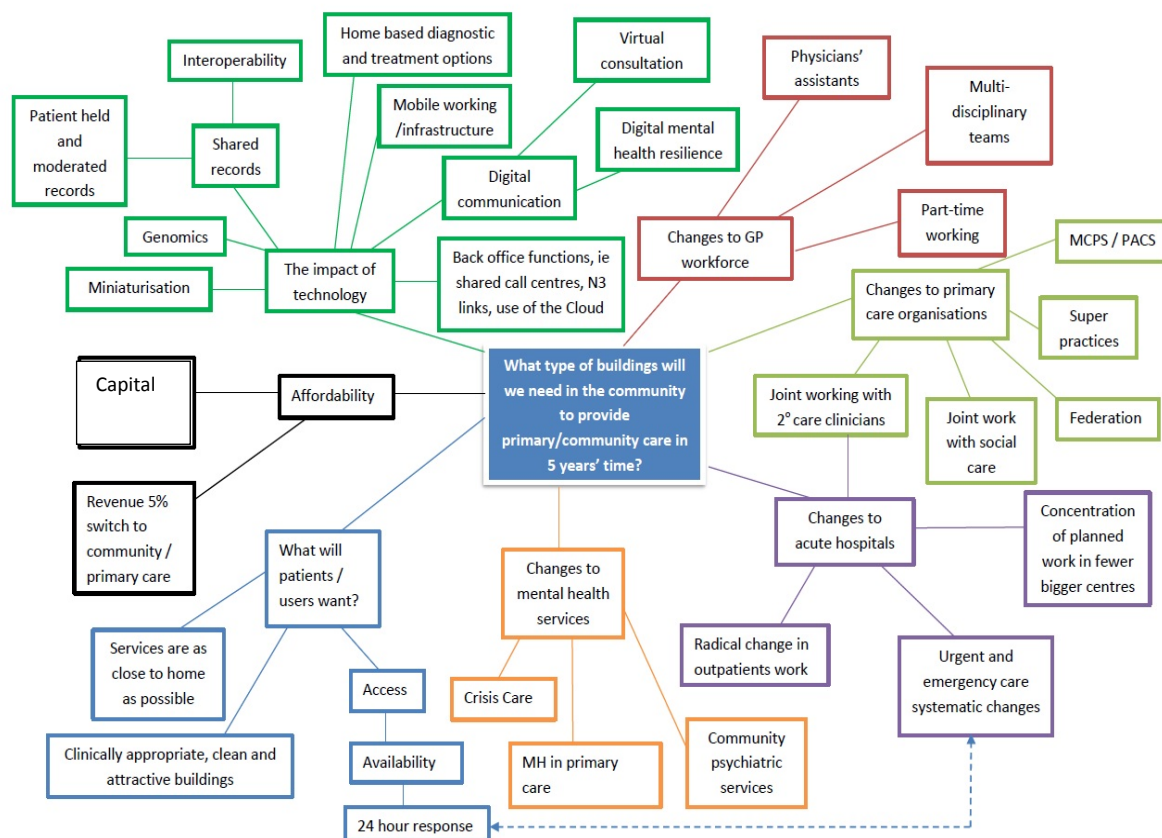 Home based diagnostic
and treatment options
Virtual
consultation
Physicians'
assistants
Interoperability
Multi-
disciplinary
teams
Patient held
and
moderated
records
Shared
records
Mobile working
/infrastructure
Digital mental
health resilience
Digital
communication
Part-time
working
Genomics
Changes to GP
workforce
MCPS / PACS
The impact of
technology
Back office functions, ie
shared call centres, N3
links, use of the Cloud
Miniaturisation
Changes to primary
care organisations
Super
practices
Capital
Affordability
What type of buildings will
we need in the community
to provide
primary/community care in
5 years' time?
Joint working with
2° care clinicians
Joint work
with social
care
Federation
Revenue 5%
switch to
community /
primary care
What will
patients /
users want?
Changes to
mental health
services
Changes to
acute hospitals
Concentration
of planned
work in fewer
bigger centres
Services are as
close to home
as possible
Access
Crisis Care
Radical change in
outpatients work
Urgent and
emergency care
systematic changes
Clinically appropriate, clean and
attractive buildings
Availability
MH in primary
care
Community
psychiatric
services
24 hour response